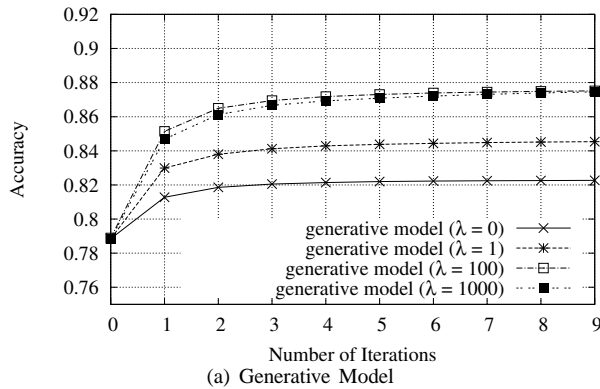 0.92
0.9
0.88
0.86
0.84
0.82
0.8
0.78
0.76
Accuracy
generative model (λ = 0)
generative model (λ = 1)
generative model (λ = 100)
generative model (λ = 1000)
0 1 2 3 4 5 6 7 8 9
Number of Iterations
(a) Generative Model